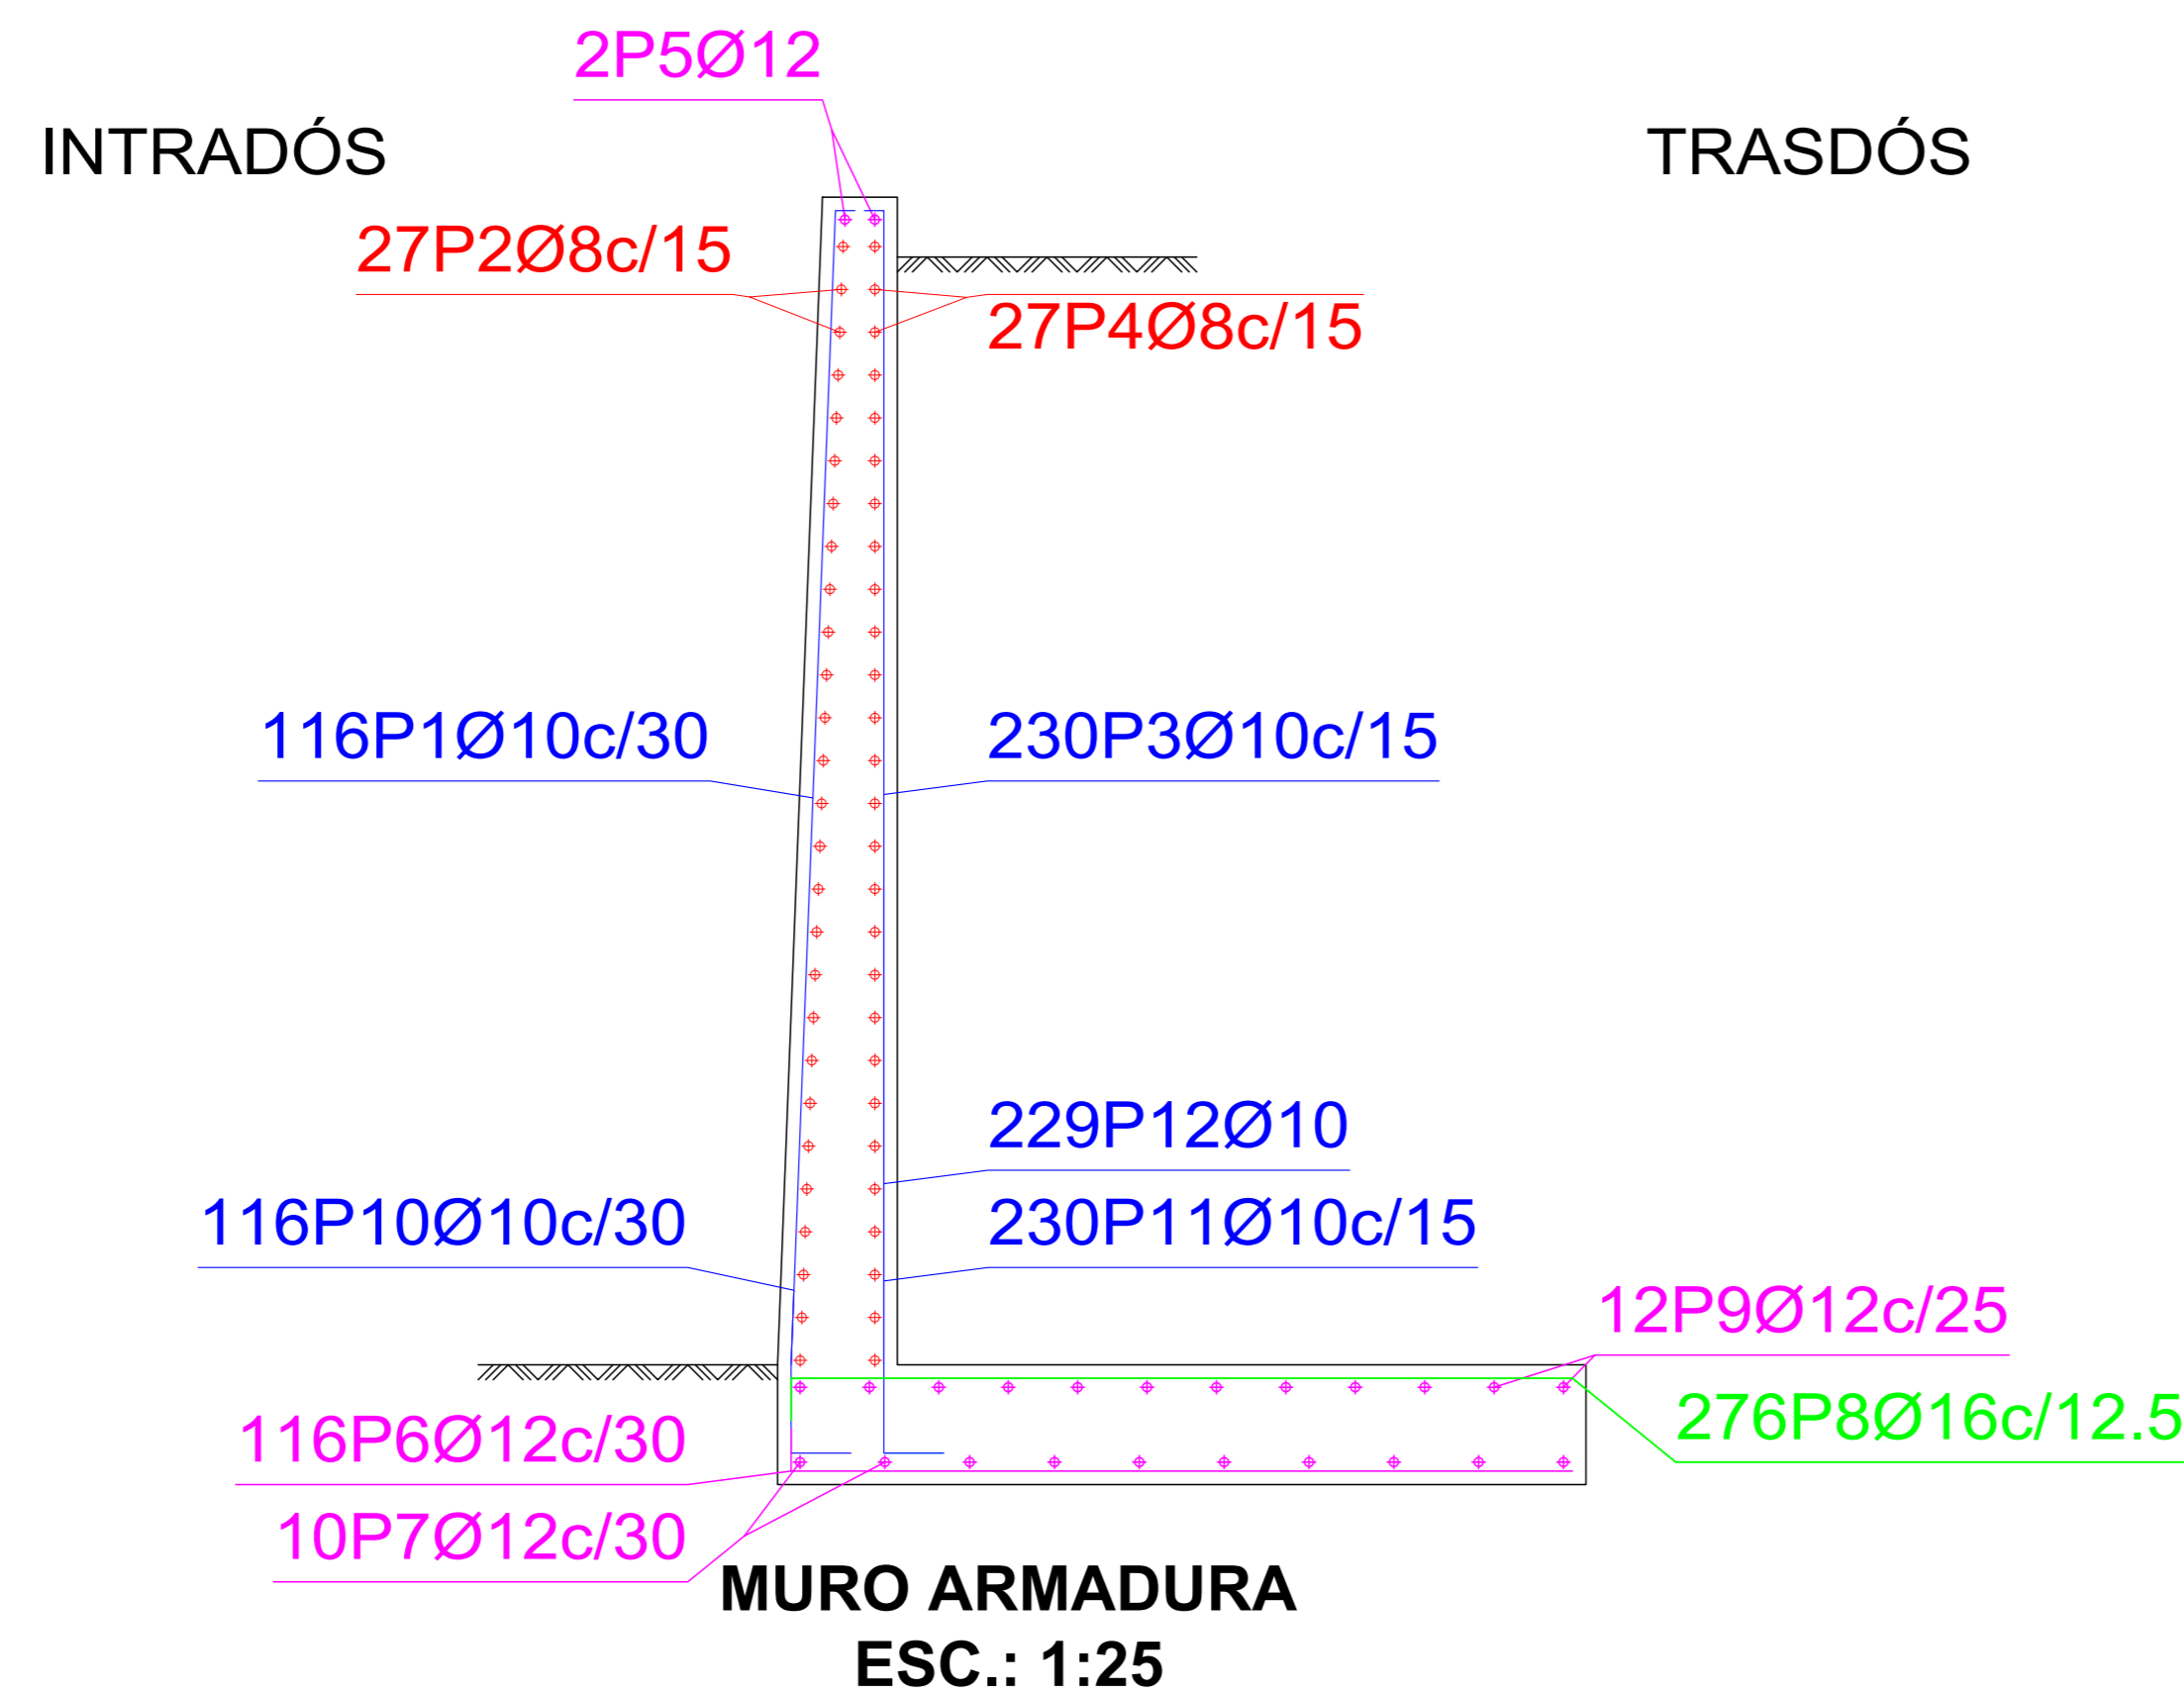 2P5Ø12
INTRADÓS
TRASDÓS
27P2Ø8c/15
27P4Ø8c/15
116P1Ø10c/30
230P3Ø10c/15
229P12Ø10
116P10Ø10c/30
230P11Ø10c/15
12P9Ø12c/25
276P8Ø16c/12.5
116P6Ø12c/30
10P7Ø12c/30
MURO ARMADURA
ESC.: 1:25